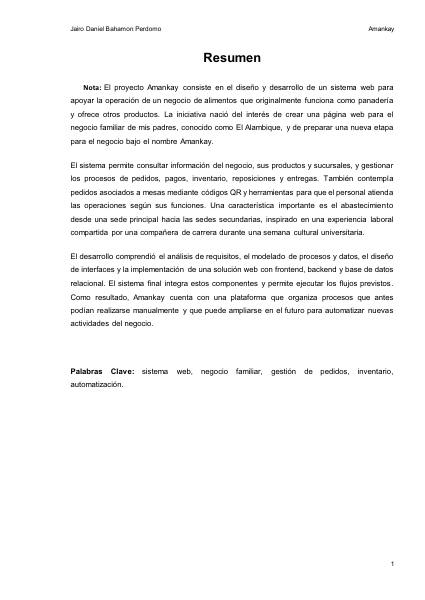 Jairo Daniel Bahamon Perdomo Amankay
Resumen
Nota: El proyecto Amankay consiste en el diseño y desarrollo de un sistema web para
apoyar la operación de un negocio de alimentos que originalmente funciona como panadería
y ofrece otros productos. La iniciativa nació del interés de crear una página web para el
negocio familiar de mis padres, conocido como El Alambique, y de preparar una nueva etapa
para el negocio bajo el nombre Amankay.
El sistema permite consultar información del negocio, sus productos y sucursales, y gestionar
los procesos de pedidos, pagos, inventario, reposiciones y entregas. También contempla
pedidos asociados a mesas mediante códigos QR y herramientas para que el personal atienda
las operaciones según sus funciones. Una característica importante es el abastecimiento
desde una sede principal hacia las sedes secundarias, inspirado en una experiencia laboral
compartida por una compañera de carrera durante una semana cultural universitaria.
El desarrollo comprendió el análisis de requisitos, el modelado de procesos y datos, el diseño
de interfaces y la implementación de una solución web con frontend, backend y base de datos
relacional. El sistema final integra estos componentes y permite ejecutar los flujos previstos.
Como resultado, Amankay cuenta con una plataforma que organiza procesos que antes
podían realizarse manualmente y que puede ampliarse en el futuro para automatizar nuevas
actividades del negocio.
Palabras Clave: sistema web, negocio familiar, gestión de pedidos, inventario,
automatización.
1